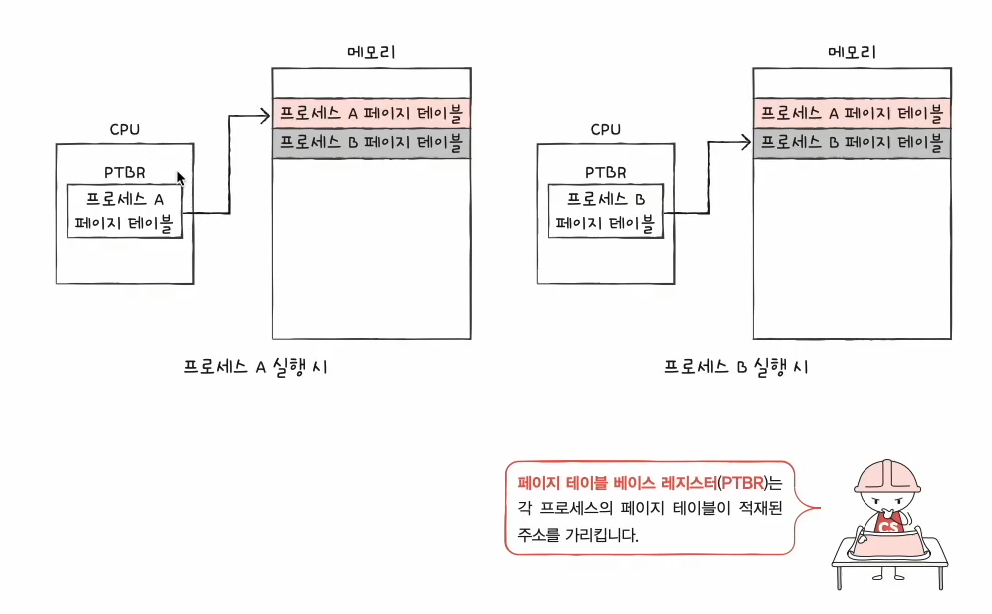 메모리
프로세스 A 페이지 테이블
프로세스 B 페이지 테이블
CPU
PTBR
프로세스 A
페이지 테이블
프로세스 A 실행 시
메모리
프로세스 A 페이지 테이블
프로세스 B 페이지 테이블
CPU
PTBR
프로세스 B
페이지 테이블
프로세스 B 실행 시
페이지 테이블 베이스 레지스터(PTBR)는
각 프로세스의 페이지 테이블이 적재된
주소를 가리킵니다.
CS